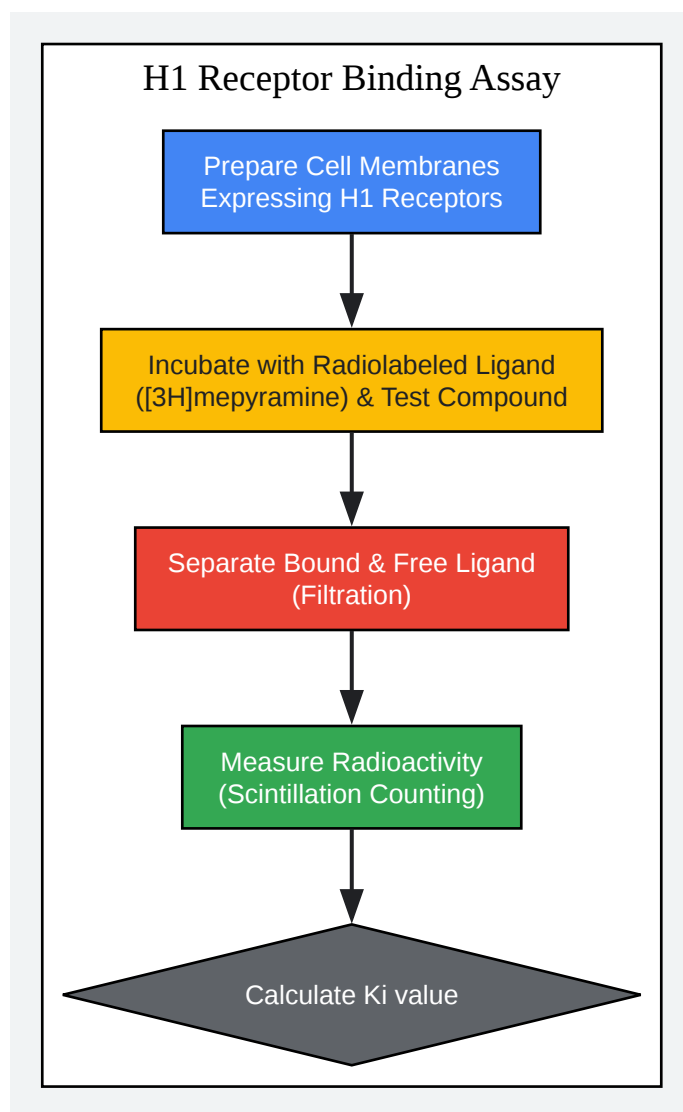 H1 Receptor Binding Assay
Prepare Cell Membranes
Expressing H1 Receptors
Incubate with Radiolabeled Ligand
([3H]mepyramine) & Test Compound
Separate Bound & Free Ligand
(Filtration)
Measure Radioactivity
(Scintillation Counting)
Calculate Ki value